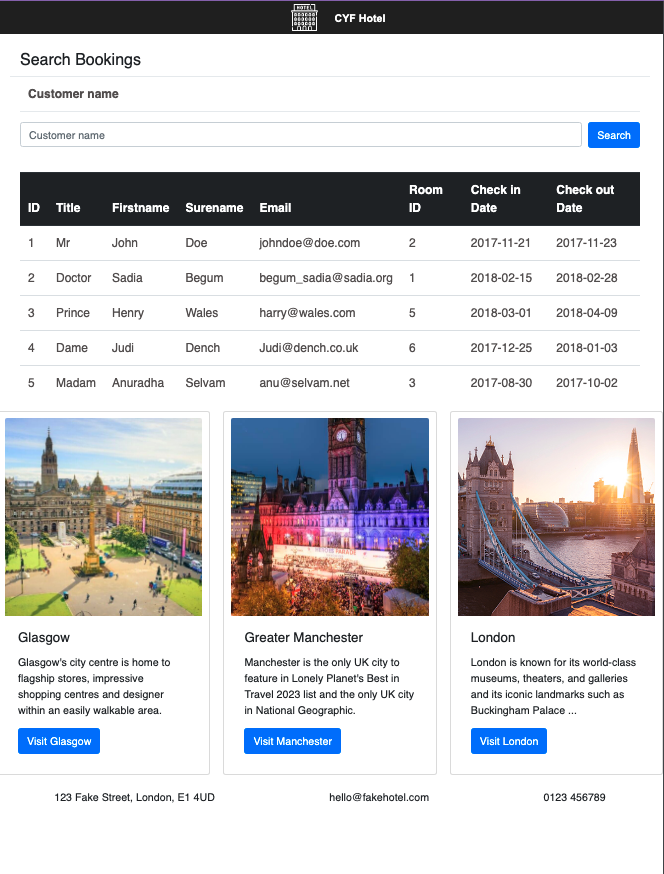 HOTEL
CYF Hotel
Search Bookings
Customer name
Customer name
Search
ID Title Firstname Surename Email Room ID Check in Date Check out Date
1 Mr John Doe johndoe@doe.com 2 2017-11-21 2017-11-23
2 Doctor Sadia Begum begum_sadia@sadia.org 1 2018-02-15 2018-02-28
3 Prince Henry Wales harry@wales.com 5 2018-03-01 2018-04-09
4 Dame Judi Dench Judi@dench.co.uk 6 2017-12-25 2018-01-03
5 Madam Anuradha Selvam anu@selvam.net 3 2017-08-30 2017-10-02
Glasgow
Glasgow's city centre is home to
flagship stores, impressive
shopping centres and designer
within an easily walkable area.
Visit Glasgow
Greater Manchester
Manchester is the only UK city to
feature in Lonely Planet's Best in
Travel 2023 list and the only UK city
in National Geographic.
Visit Manchester
London
London is known for its world-class
museums, theaters, and galleries
and its iconic landmarks such as
Buckingham Palace ...
Visit London
123 Fake Street, London, E1 4UD
hello@fakehotel.com
0123 456789